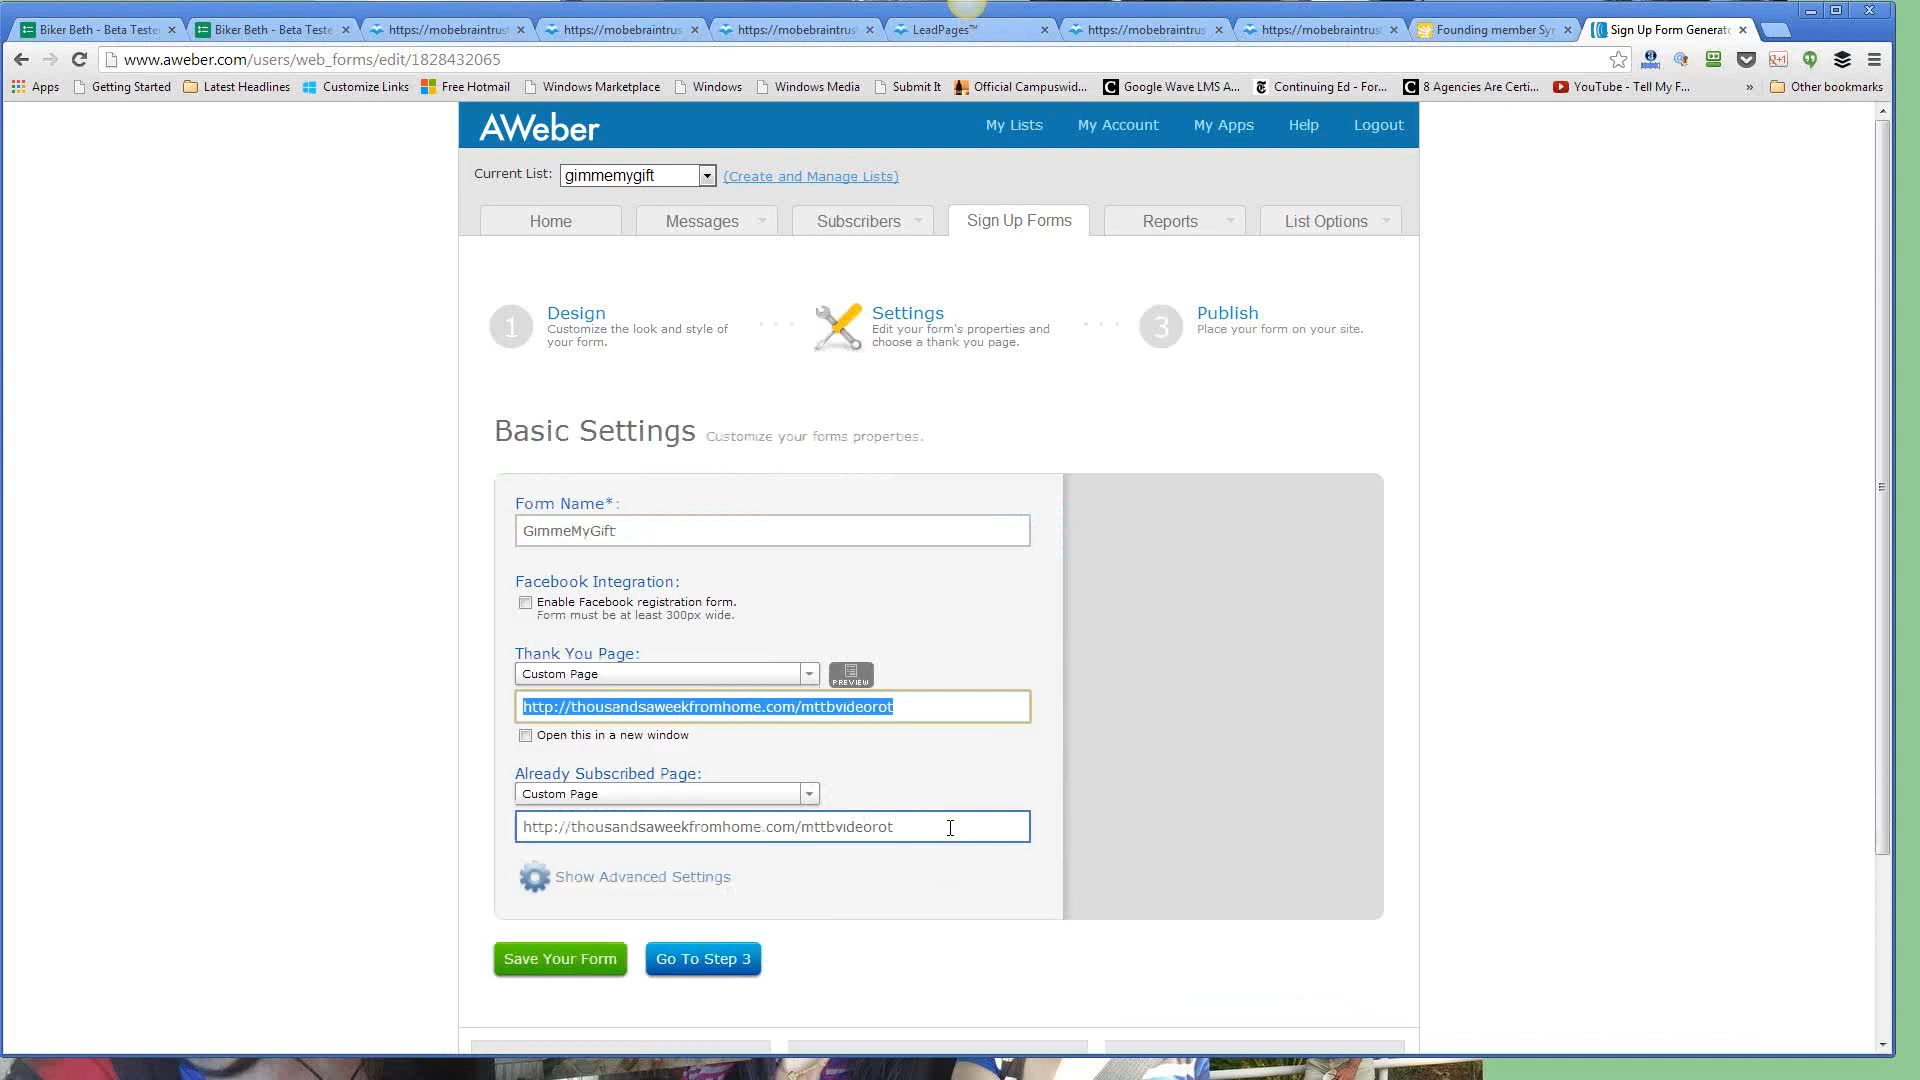 Biker Beth - Beta Teste
Biker Beth - Beta Teste
https://mobebraintrus
https://mobebraintrus
https://mobebraintrus
LeadPages™
https://mobebraintrus
https://mobebraintrus
Founding member Syn
Sign Up Form Generato
www.aweber.com/users/web_forms/edit/1828432065
Apps
Getting Started
Latest Headlines
Customize Links
Free Hotmail
Windows Marketplace
Windows
Windows Media
Submit It
Official Campuswid...
Google Wave LMS A...
Continuing Ed - For...
8 Agencies Are Certi...
YouTube - Tell My F...
»
Other bookmarks
AWeber
My Lists
My Account
My Apps
Help
Logout
Current List:
gimmemygift
(Create and Manage Lists)
Home
Messages
Subscribers
Sign Up Forms
Reports
List Options
1
Design
Customize the look and style of
your form.
Settings
Edit your form's properties and
choose a thank you page.
3
Publish
Place your form on your site.
Basic Settings
Customize your forms properties.
Form Name*:
GimmeMyGift
Facebook Integration:
Enable Facebook registration form.
Form must be at least 300px wide.
Thank You Page:
Custom Page
PREVIEW
http://thousandsaweekfromhome.com/mttbvideorot
Open this in a new window
Already Subscribed Page:
Custom Page
http://thousandsaweekfromhome.com/mttbvideorot
Show Advanced Settings
Save Your Form
Go To Step 3